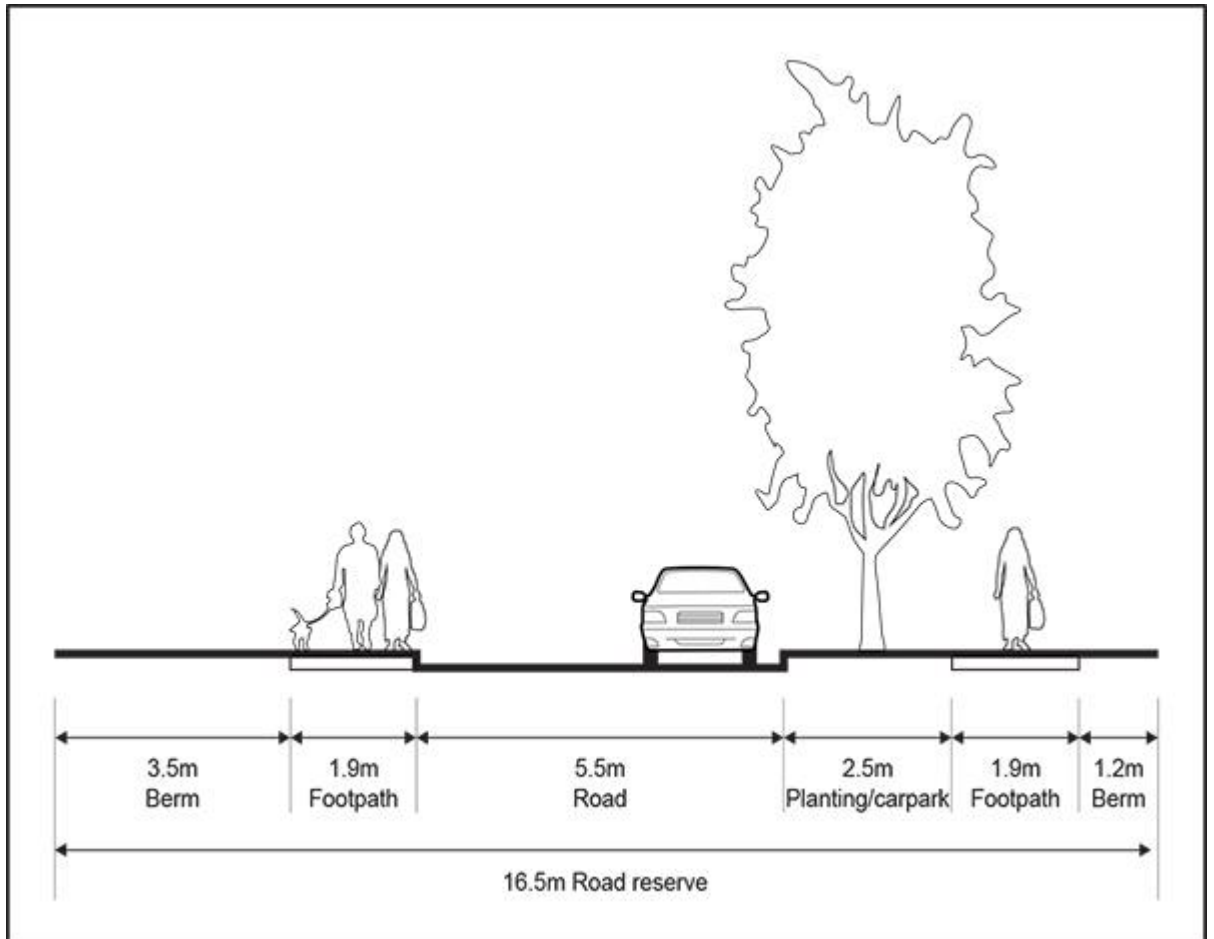 3.5m
Berm
1.9m
Footpath
5.5m
Road
2.5m
Planting/carpark
1.9m
Footpath
1.2m
Berm
16.5m Road reserve